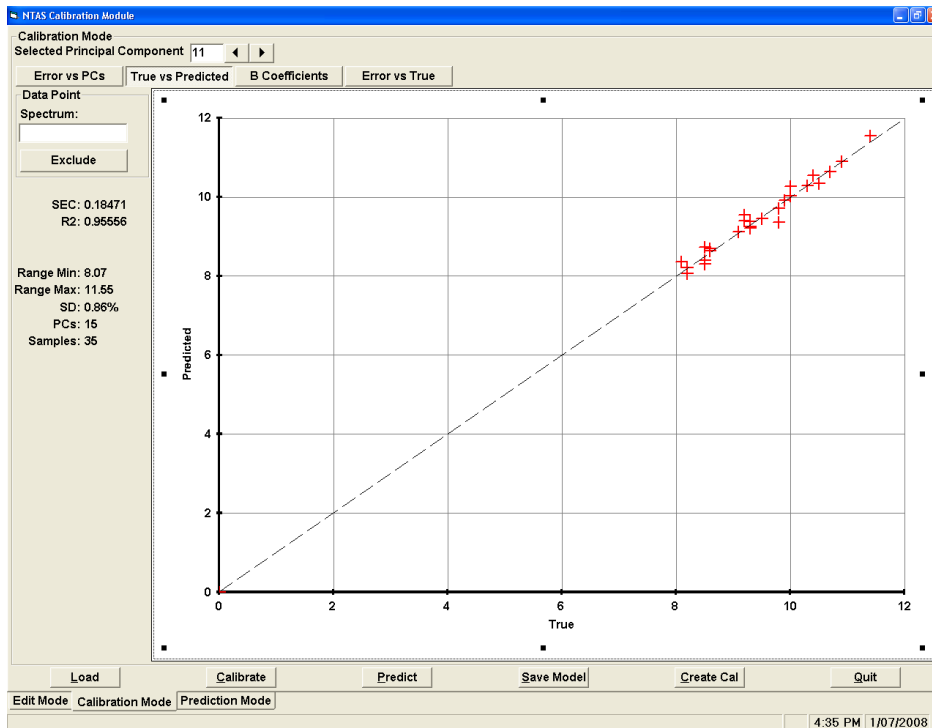 NTAS Calibration Module
Calibration Mode
Selected Principal Component 11
Error vs PCs True vs Predicted B Coefficients Error vs True
Data Point
Spectrum:
Exclude
SEC: 0.18471
R2: 0.95556
Range Min: 8.07
Range Max: 11.55
SD: 0.86%
PCs: 15
Samples: 35
12
10
8
6
4
2
0
Predicted
0 2 4 6 8 10 12
True
Load Calibrate Predict Save Model Create Cal Quit
Edit Mode Calibration Mode Prediction Mode
4:35 PM 1/07/2008